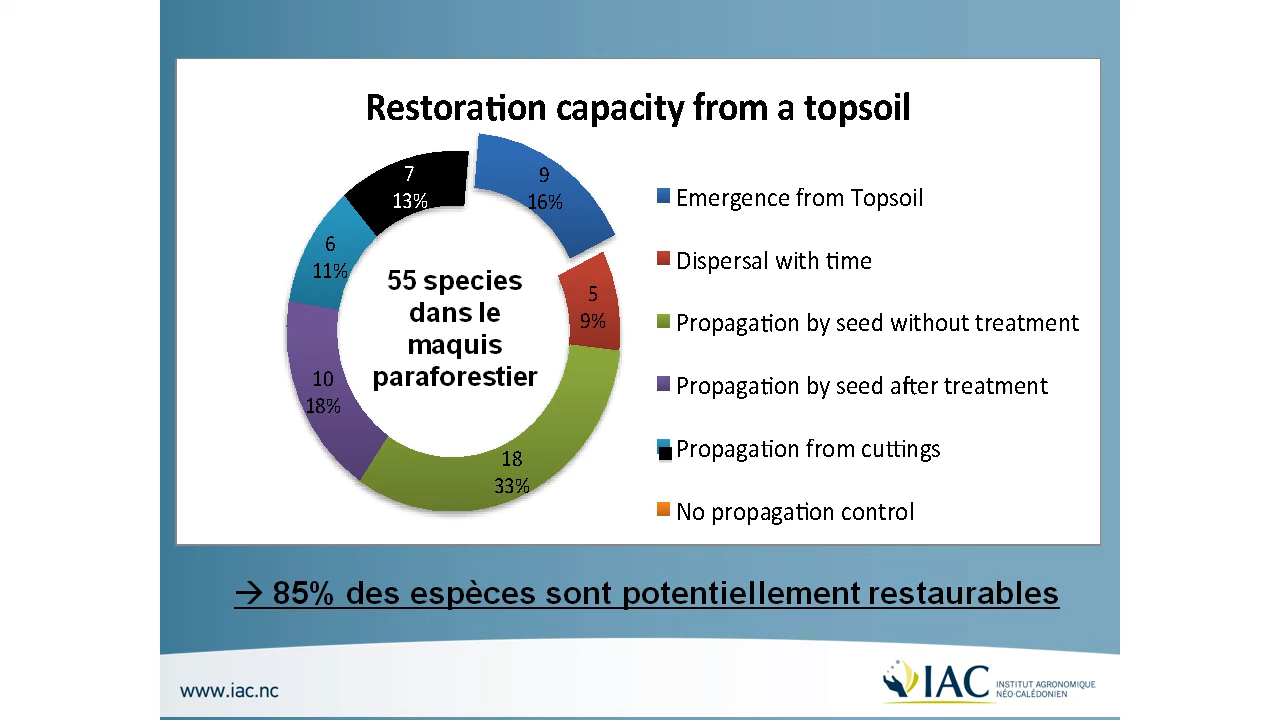 Restoration capacity from a topsoil
7
13%
9
16%
6
11%
5
9%
10
18%
18
33%
55 species
dans le
maquis
paraforestier
Emergence from Topsoil
Dispersal with time
Propagation by seed without treatment
Propagation by seed after treatment
Propagation from cuttings
No propagation control
→ 85% des espèces sont potentiellement restaurables
www.iac.nc
IAC
INSTITUT AGRONOMIQUE
NÉO-CALÉDONIEN